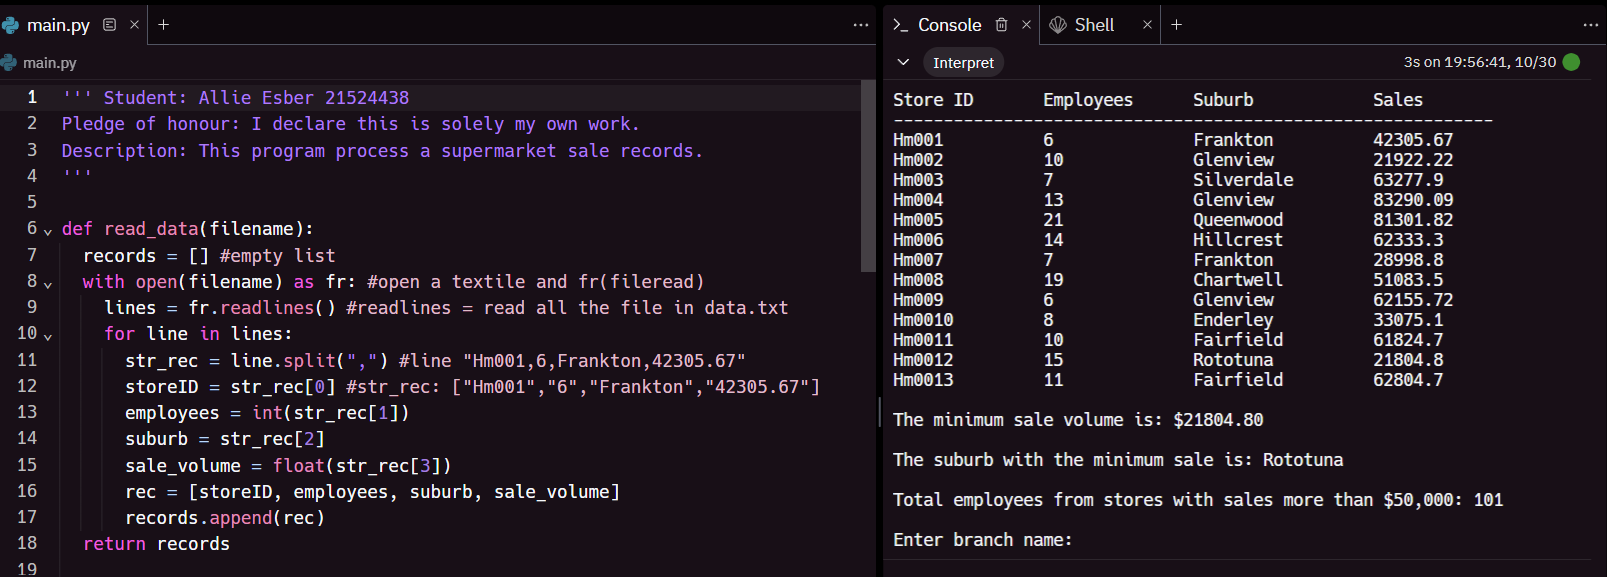 main.py
main.py
1 ''' Student: Allie Esber 21524438
2 Pledge of honour: I declare this is solely my own work.
3 Description: This program process a supermarket sale records.
4 '''
5
6 def read_data(filename):
7 records = [] #empty list
8 with open(filename) as fr: #open a textile and fr(fileread)
9 lines = fr.readlines() #readlines = read all the file in data.txt
10 for line in lines:
11 str_rec = line.split(",") #line "Hm001,6,Frankton,42305.67"
12 storeID = str_rec[0] #str_rec: ["Hm001","6","Frankton","42305.67"]
13 employees = int(str_rec[1])
14 suburb = str_rec[2]
15 sale_volume = float(str_rec[3])
16 rec = [storeID, employees, suburb, sale_volume]
17 records.append(rec)
18 return records
19
Console Shell
Interpret 3s on 19:56:41, 10/30
Store ID Employees Suburb Sales
------------------------------------------------------------
Hm001 6 Frankton 42305.67
Hm002 10 Glenview 21922.22
Hm003 7 Silverdale 63277.9
Hm004 13 Glenview 83290.09
Hm005 21 Queenwood 81301.82
Hm006 14 Hillcrest 62333.3
Hm007 7 Frankton 28998.8
Hm008 19 Chartwell 51083.5
Hm009 6 Glenview 62155.72
Hm0010 8 Enderley 33075.1
Hm0011 10 Fairfield 61824.7
Hm0012 15 Rototuna 21804.8
Hm0013 11 Fairfield 62804.7
The minimum sale volume is: $21804.80
The suburb with the minimum sale is: Rototuna
Total employees from stores with sales more than $50,000: 101
Enter branch name: